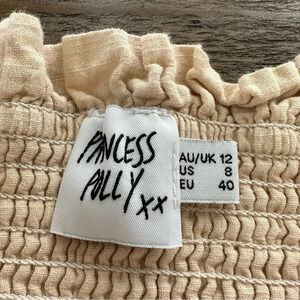 PRINCESS
POLLY
xx
AU/UK 12
US 8
EU 40